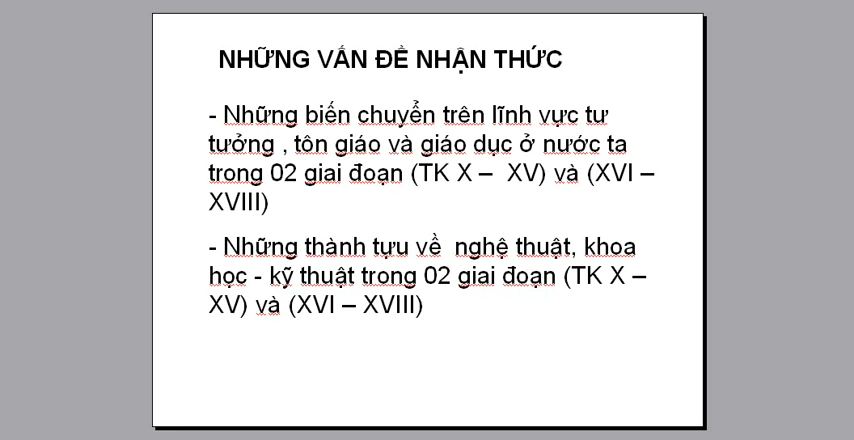 NHỮNG VẤN ĐỀ NHẬN THỨC
- Những biến chuyển trên lĩnh vực tư
tưởng , tôn giáo và giáo dục ở nước ta
trong 02 giai đoạn (TK X –  XV) và (XVI –
XVIII)
- Những thành tựu về  nghệ thuật, khoa
học - kỹ thuật trong 02 giai đoạn (TK X –
XV) và (XVI – XVIII)